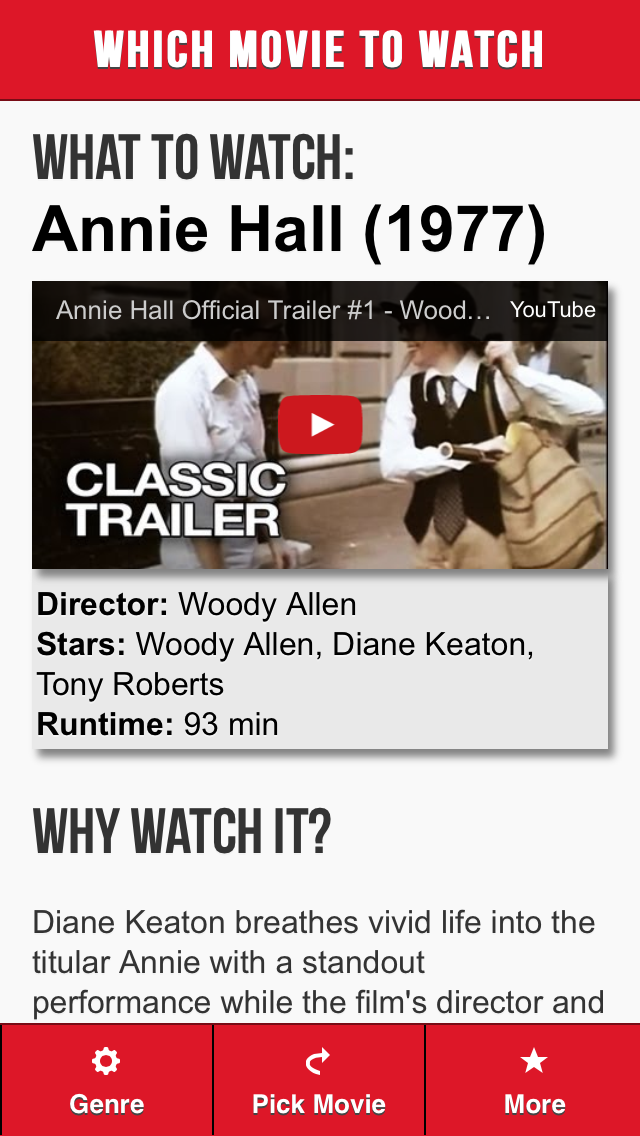 WHICH MOVIE TO WATCH
WHAT TO WATCH:
Annie Hall (1977)
Annie Hall Official Trailer #1 - Wood… YouTube
CLASSIC
TRAILER
Director: Woody Allen
Stars: Woody Allen, Diane Keaton,
Tony Roberts
Runtime: 93 min
WHY WATCH IT?
Diane Keaton breathes vivid life into the
titular Annie with a standout
performance while the film's director and
Genre Pick Movie More